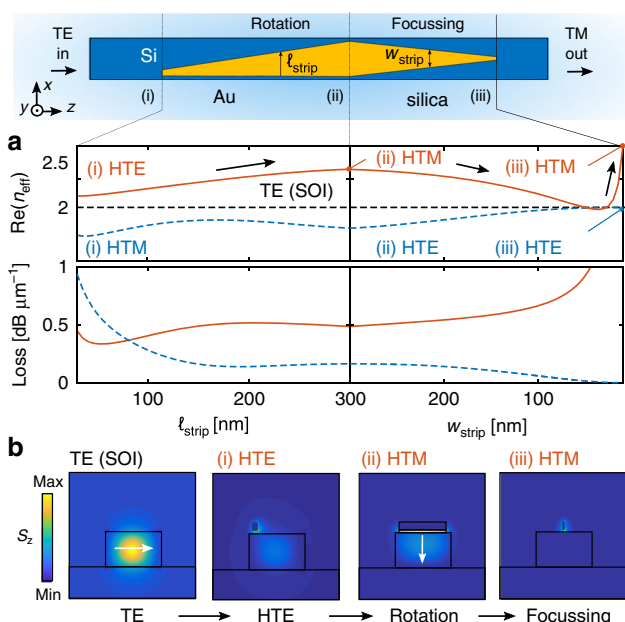 TE in
Rotation
Focussing
TM out
Si
ℓstrip
wstrip
x
y
z
(i)
Au
(ii)
silica
(iii)
a
Re(neff)
2.5
2
(i) HTE
(ii) HTM
(iii) HTM
TE (SOI)
(i) HTM
(ii) HTE
(iii) HTE
Loss [dB μm⁻¹]
1
0.5
0
100
200
300
200
100
ℓstrip [nm]
wstrip [nm]
b
TE (SOI)
(i) HTE
(ii) HTM
(iii) HTM
Max
Sz
Min
TE
HTE
Rotation
Focussing